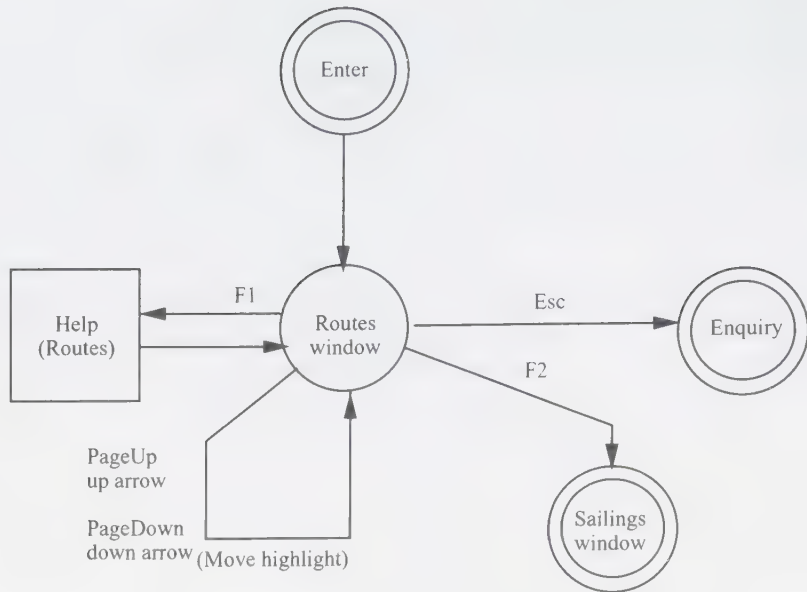 Enter
F1
Help
(Routes)
Routes
window
Esc
Enquiry
F2
PageUp
up arrow
PageDown
down arrow
(Move highlight)
Sailings
window